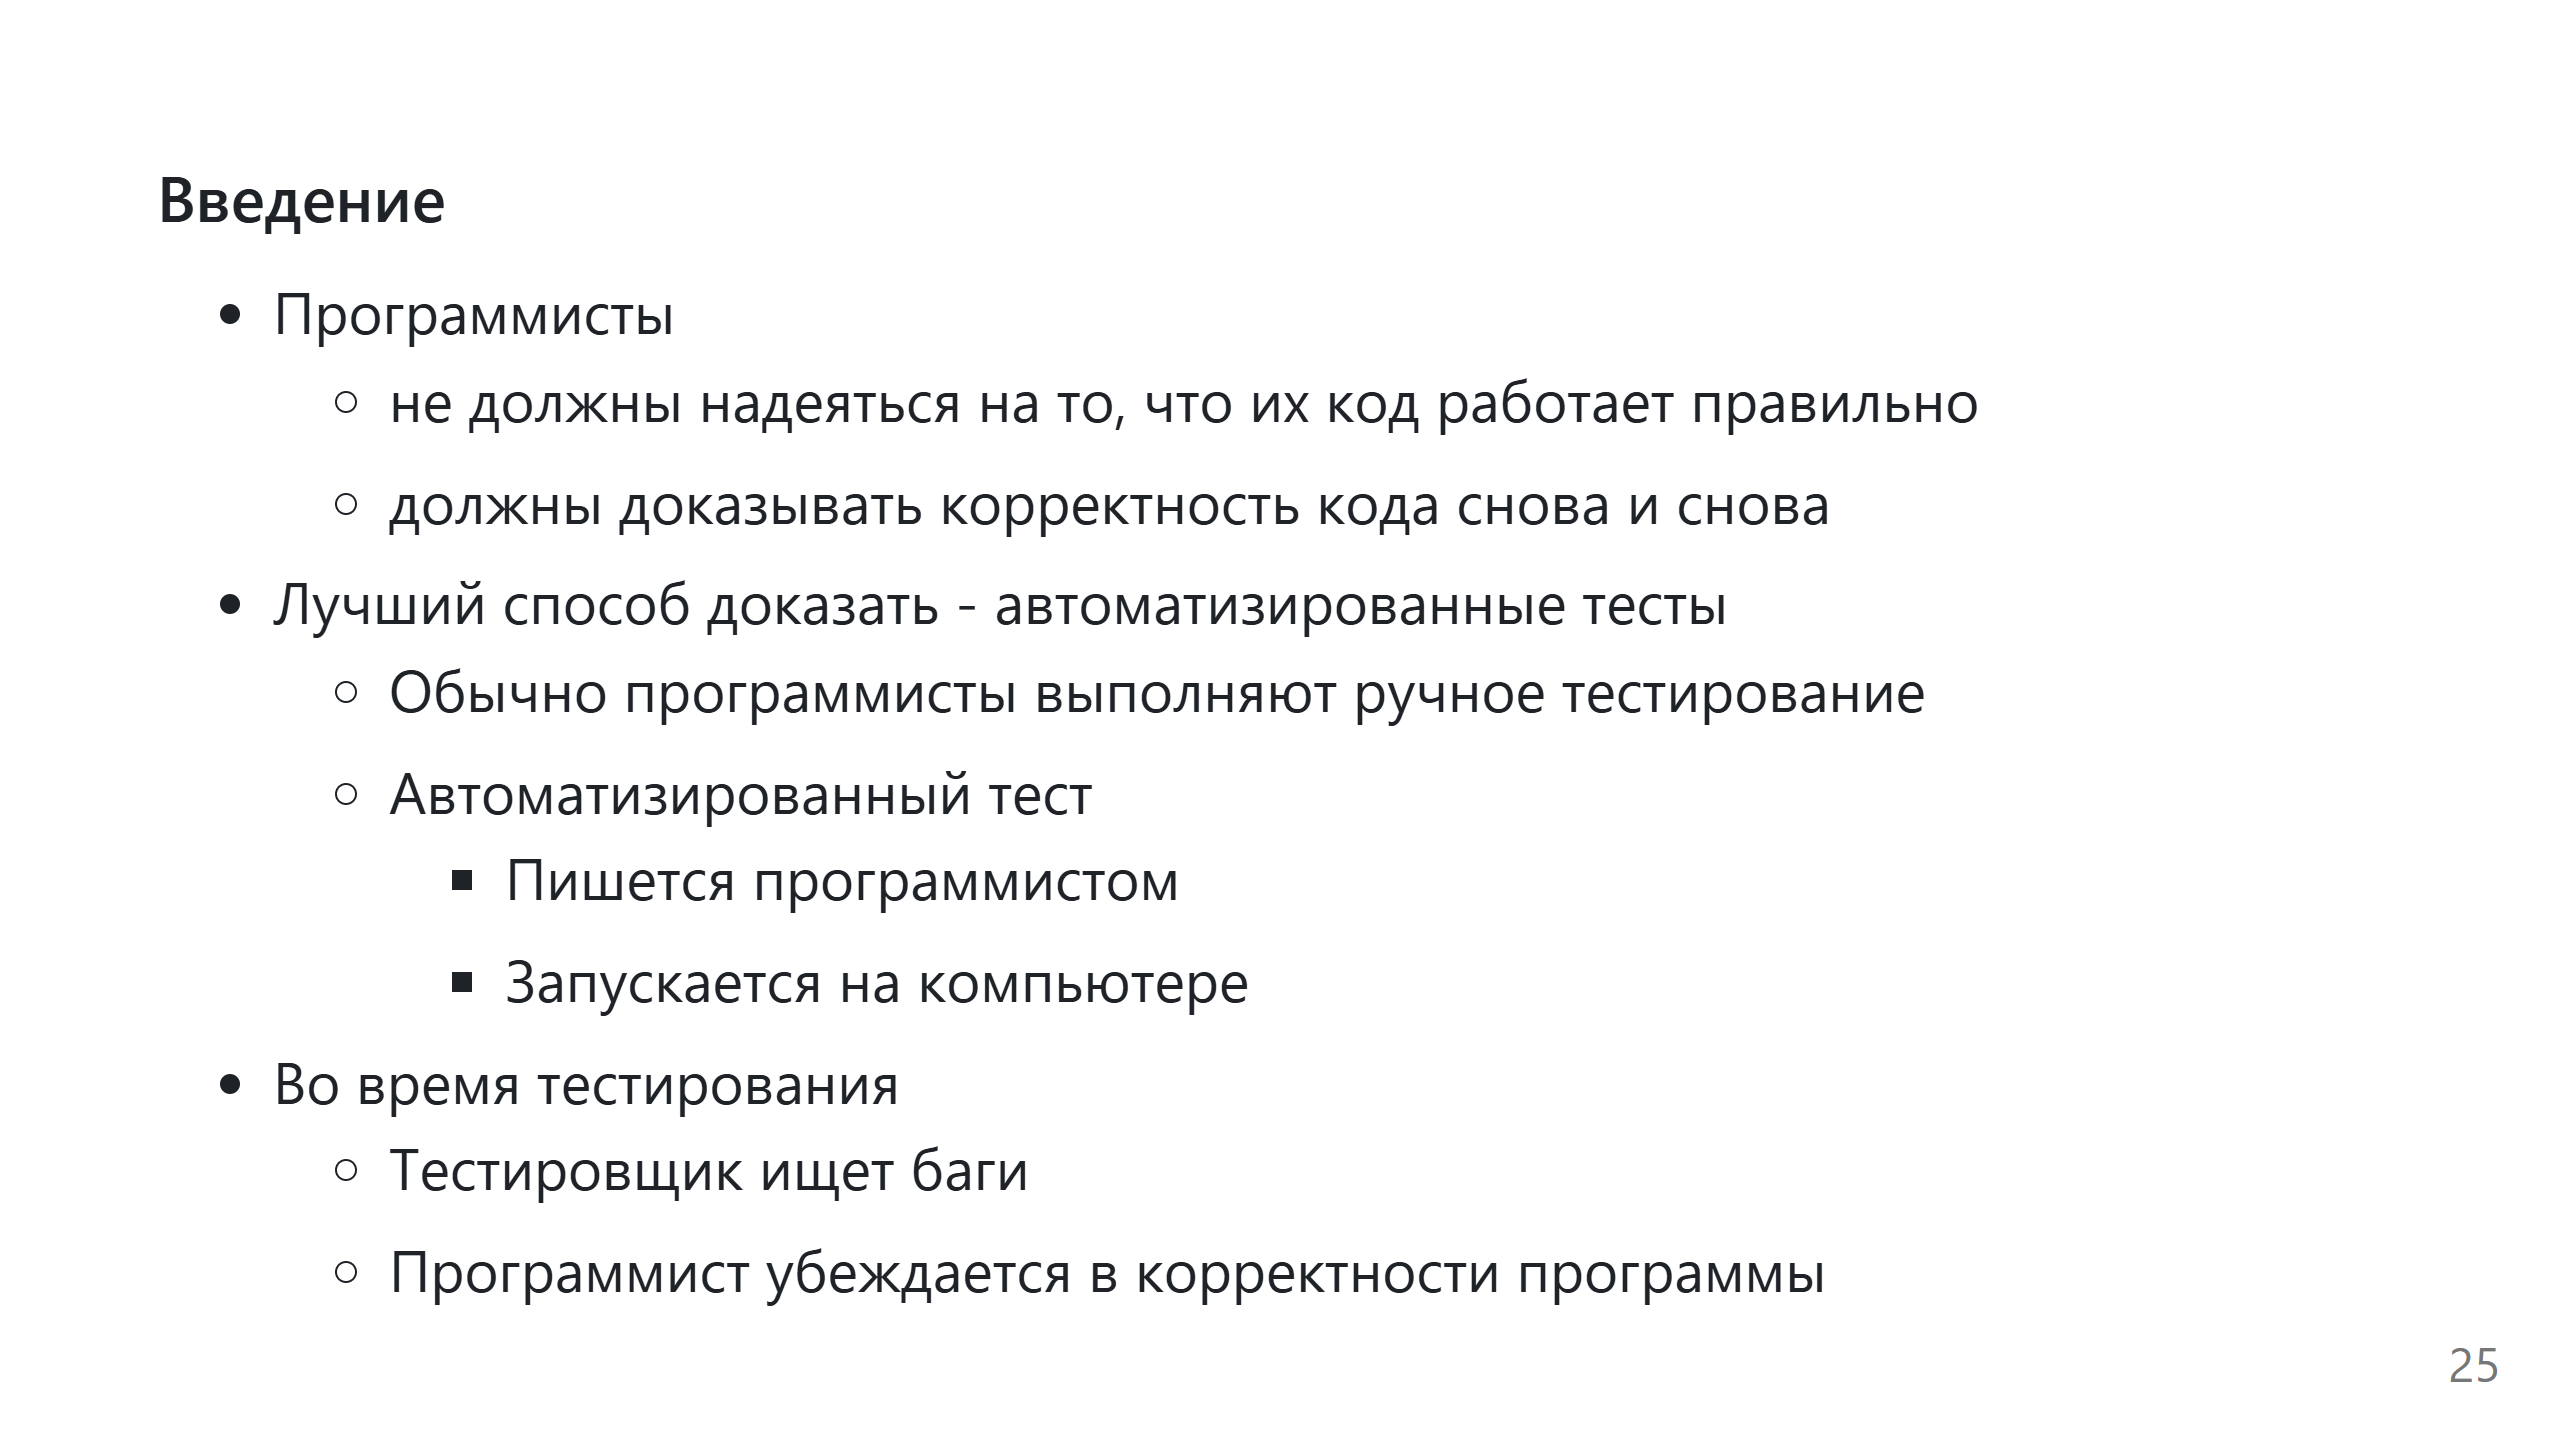 Введение
Программисты
не должны надеяться на то, что их код работает правильно
должны доказывать корректность кода снова и снова
Лучший способ доказать - автоматизированные тесты
Обычно программисты выполняют ручное тестирование
Автоматизированный тест
Пишется программистом
Запускается на компьютере
Во время тестирования
Тестировщик ищет баги
Программист убеждается в корректности программы
25